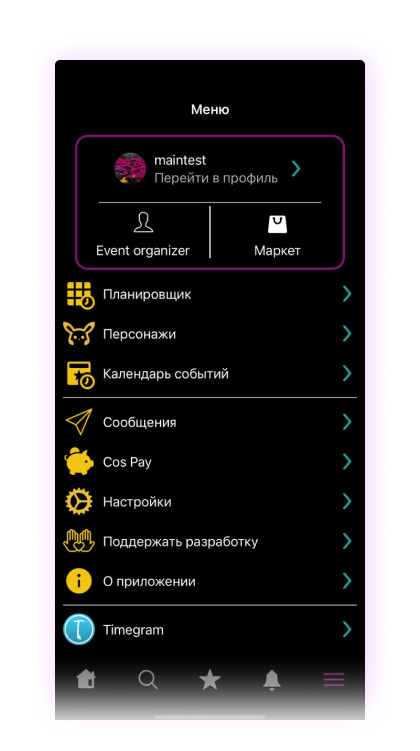 Меню
maintest
Перейти в профиль
Event organizer
Маркет
Планировщик
Персонажи
Календарь событий
Сообщения
Cos Pay
Настройки
Поддержать разработку
О приложении
Timegram